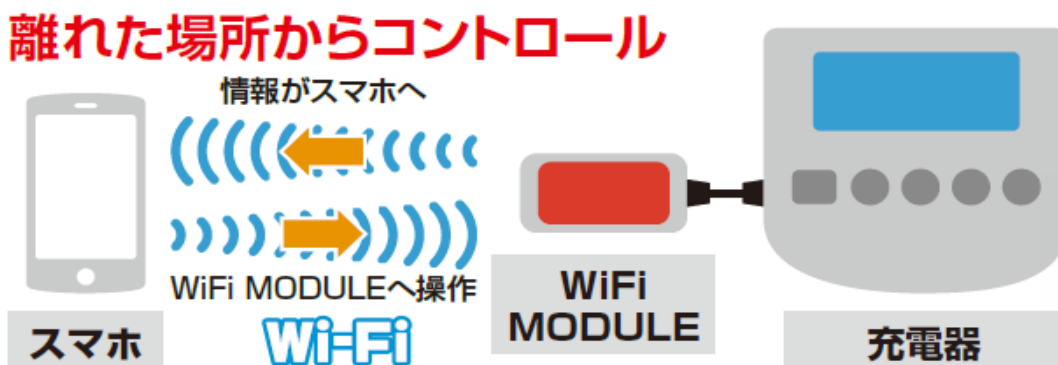 離れた場所からコントロール
情報がスマホへ
WiFi MODULEへ操作
Wi-Fi
スマホ
WiFi
MODULE
充電器